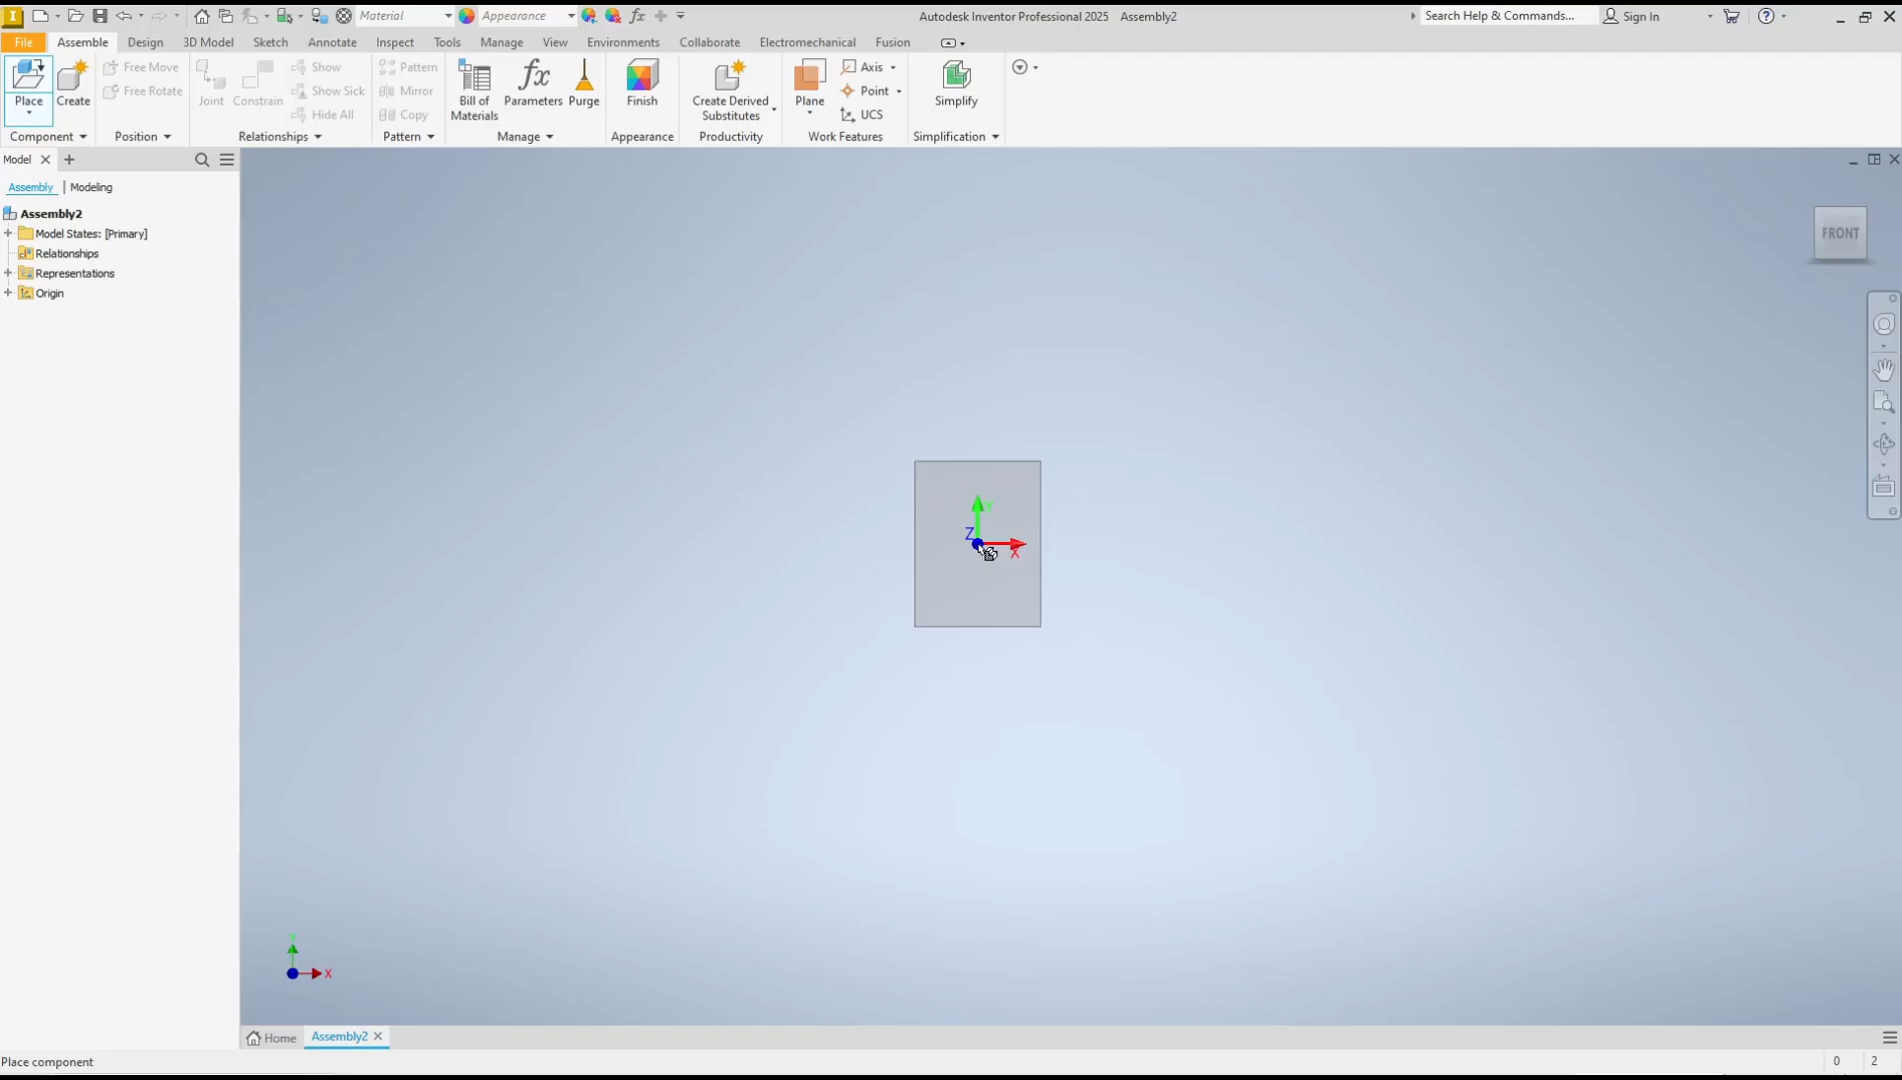 Material Appearance Autodesk Inventor Professional 2025 Assembly2 Search Help & Commands... Sign In
File Assemble Design 3D Model Sketch Annotate Inspect Tools Manage View Environments Collaborate Electromechanical Fusion
Place Create Free Move Free Rotate Joint Constrain Show Show Sick Hide All Pattern Mirror Copy Bill of Materials Parameters Purge Finish Create Derived Substitutes Plane Axis Point UCS Simplify
Component Position Relationships Pattern Manage Appearance Productivity Work Features Simplification
Model
Assembly | Modeling
Assembly2
Model States: [Primary]
Relationships
Representations
Origin
FRONT
Y
Z
X
Y
X
Home Assembly2
Place component 0 2